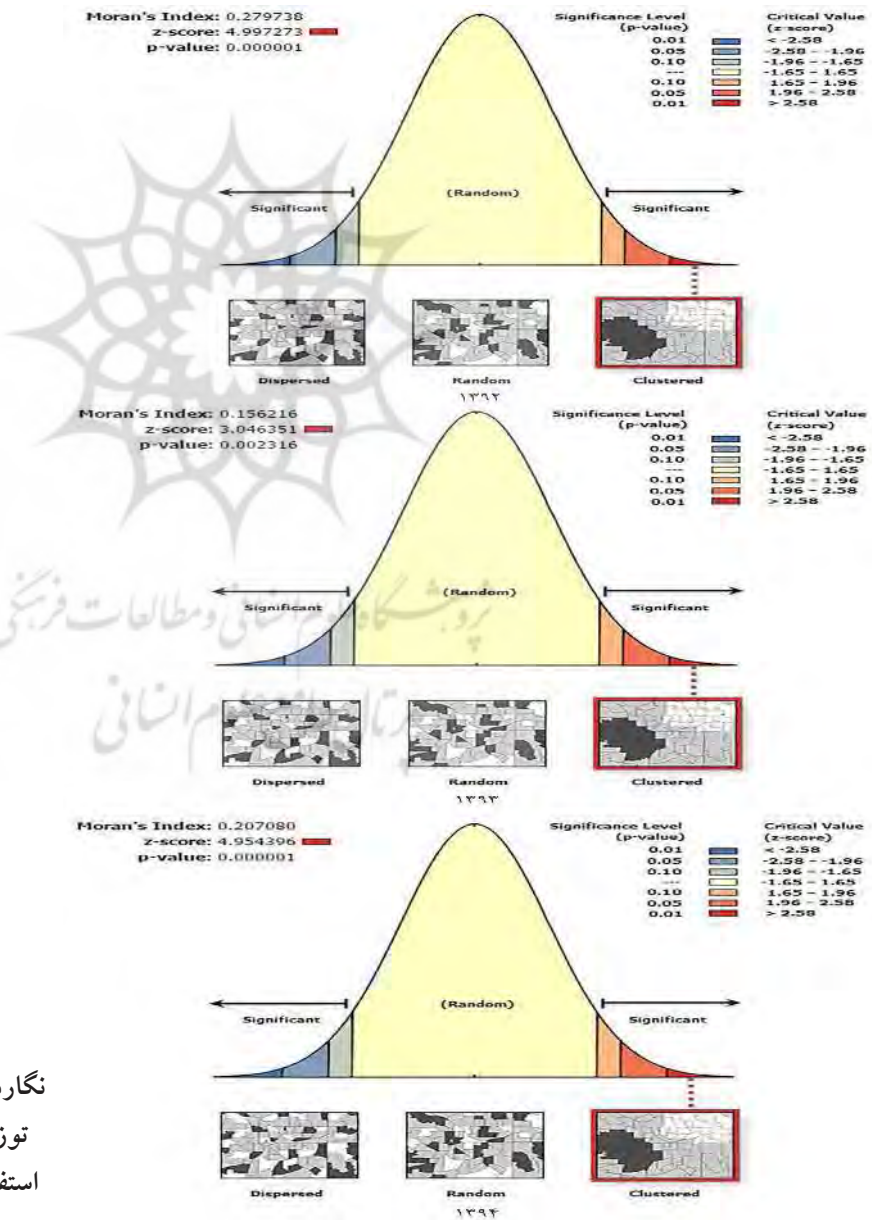 Moran's Index: 0.279738
z-score: 4.997273
p-value: 0.000001
Significance Level (p-value)
Critical Value (z-score)
0.01 < -2.58
0.05 -2.58 - -1.96
0.10 -1.96 - -1.65
--- -1.65 - 1.65
0.10 1.65 - 1.96
0.05 1.96 - 2.58
0.01 > 2.58
Significant
(Random)
Significant
Dispersed
Random
Clustered
۱۳۹۲
Moran's Index: 0.156216
z-score: 3.046351
p-value: 0.002316
Significance Level (p-value)
Critical Value (z-score)
0.01 < -2.58
0.05 -2.58 - -1.96
0.10 -1.96 - -1.65
--- -1.65 - 1.65
0.10 1.65 - 1.96
0.05 1.96 - 2.58
0.01 > 2.58
Significant
(Random)
Significant
انسانی و مطالعات فرهنگی
انسانی
Dispersed
Random
Clustered
۱۳۹۳
Moran's Index: 0.207080
z-score: 4.954396
p-value: 0.000001
Significance Level (p-value)
Critical Value (z-score)
0.01 < -2.58
0.05 -2.58 - -1.96
0.10 -1.96 - -1.65
--- -1.65 - 1.65
0.10 1.65 - 1.96
0.05 1.96 - 2.58
0.01 > 2.58
Significant
(Random)
Significant
Dispersed
Random
Clustered
۱۳۹۴